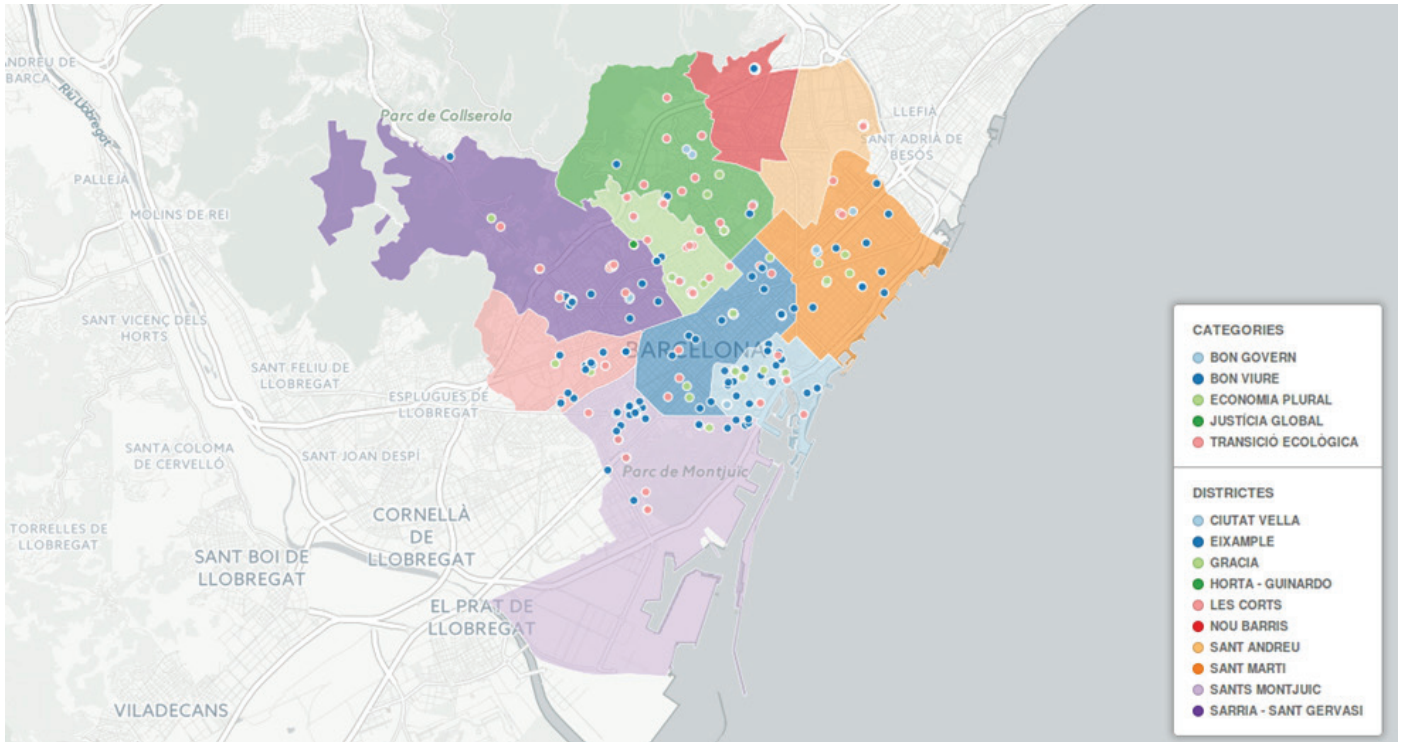 ANDREU DE
BARCA
Riu Llobregat
Parc de Collserola
LLEFIÀ
SANT ADRIÀ DE
BESÒS
PALLEJÀ
MOLINS DE REI
SANT VICENÇ DELS
HORTS
SANT FELIU DE
LLOBREGAT
BARCELONA
ESPLUGUES DE
LLOBREGAT
SANTA COLOMA
DE CERVELLÓ
SANT JOAN DESPÍ
Parc de Montjuic
CORNELLÀ
DE
LLOBREGAT
TORRELLES DE
LLOBREGAT
SANT BOI DE
LLOBREGAT
EL PRAT DE
LLOBREGAT
VILADECANS
CATEGORIES
BON GOVERN
BON VIURE
ECONOMIA PLURAL
JUSTÍCIA GLOBAL
TRANSICIÓ ECOLÒGICA
DISTRICTES
CIUTAT VELLA
EIXAMPLE
GRACIA
HORTA - GUINARDO
LES CORTS
NOU BARRIS
SANT ANDREU
SANT MARTI
SANTS MONTJUIC
SARRIA - SANT GERVASI